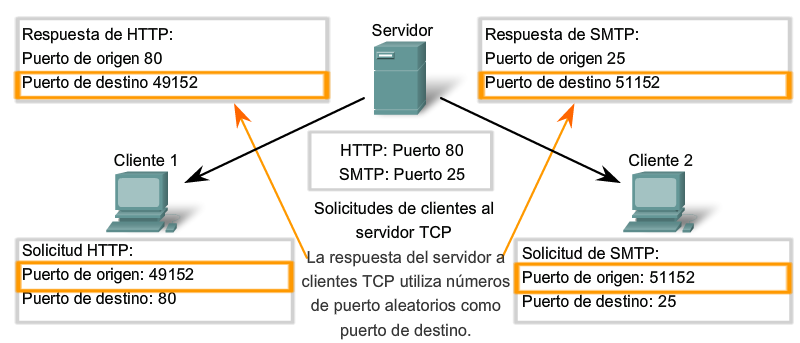 Respuesta de HTTP:
Puerto de origen 80
Puerto de destino 49152
Servidor
Respuesta de SMTP:
Puerto de origen 25
Puerto de destino 51152
HTTP: Puerto 80
SMTP: Puerto 25
Cliente 1
Cliente 2
Solicitudes de clientes al
servidor TCP
La respuesta del servidor a
clientes TCP utiliza números
de puerto aleatorios como
puerto de destino.
Solicitud HTTP:
Puerto de origen: 49152
Puerto de destino: 80
Solicitud de SMTP:
Puerto de origen: 51152
Puerto de destino: 25